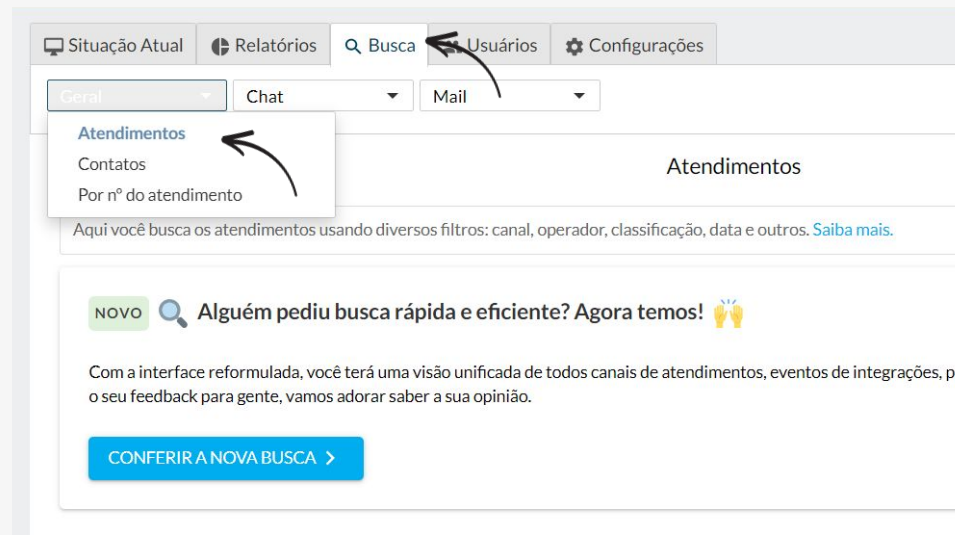 Situação Atual Relatórios Busca Usuários Configurações
Geral Chat Mail
Atendimentos
Contatos
Por nº do atendimento
Atendimentos
Aqui você busca os atendimentos usando diversos filtros: canal, operador, classificação, data e outros. Saiba mais.
NOVO Alguém pediu busca rápida e eficiente? Agora temos!
Com a interface reformulada, você terá uma visão unificada de todos canais de atendimentos, eventos de integrações, p
o seu feedback para gente, vamos adorar saber a sua opinião.
CONFERIR A NOVA BUSCA